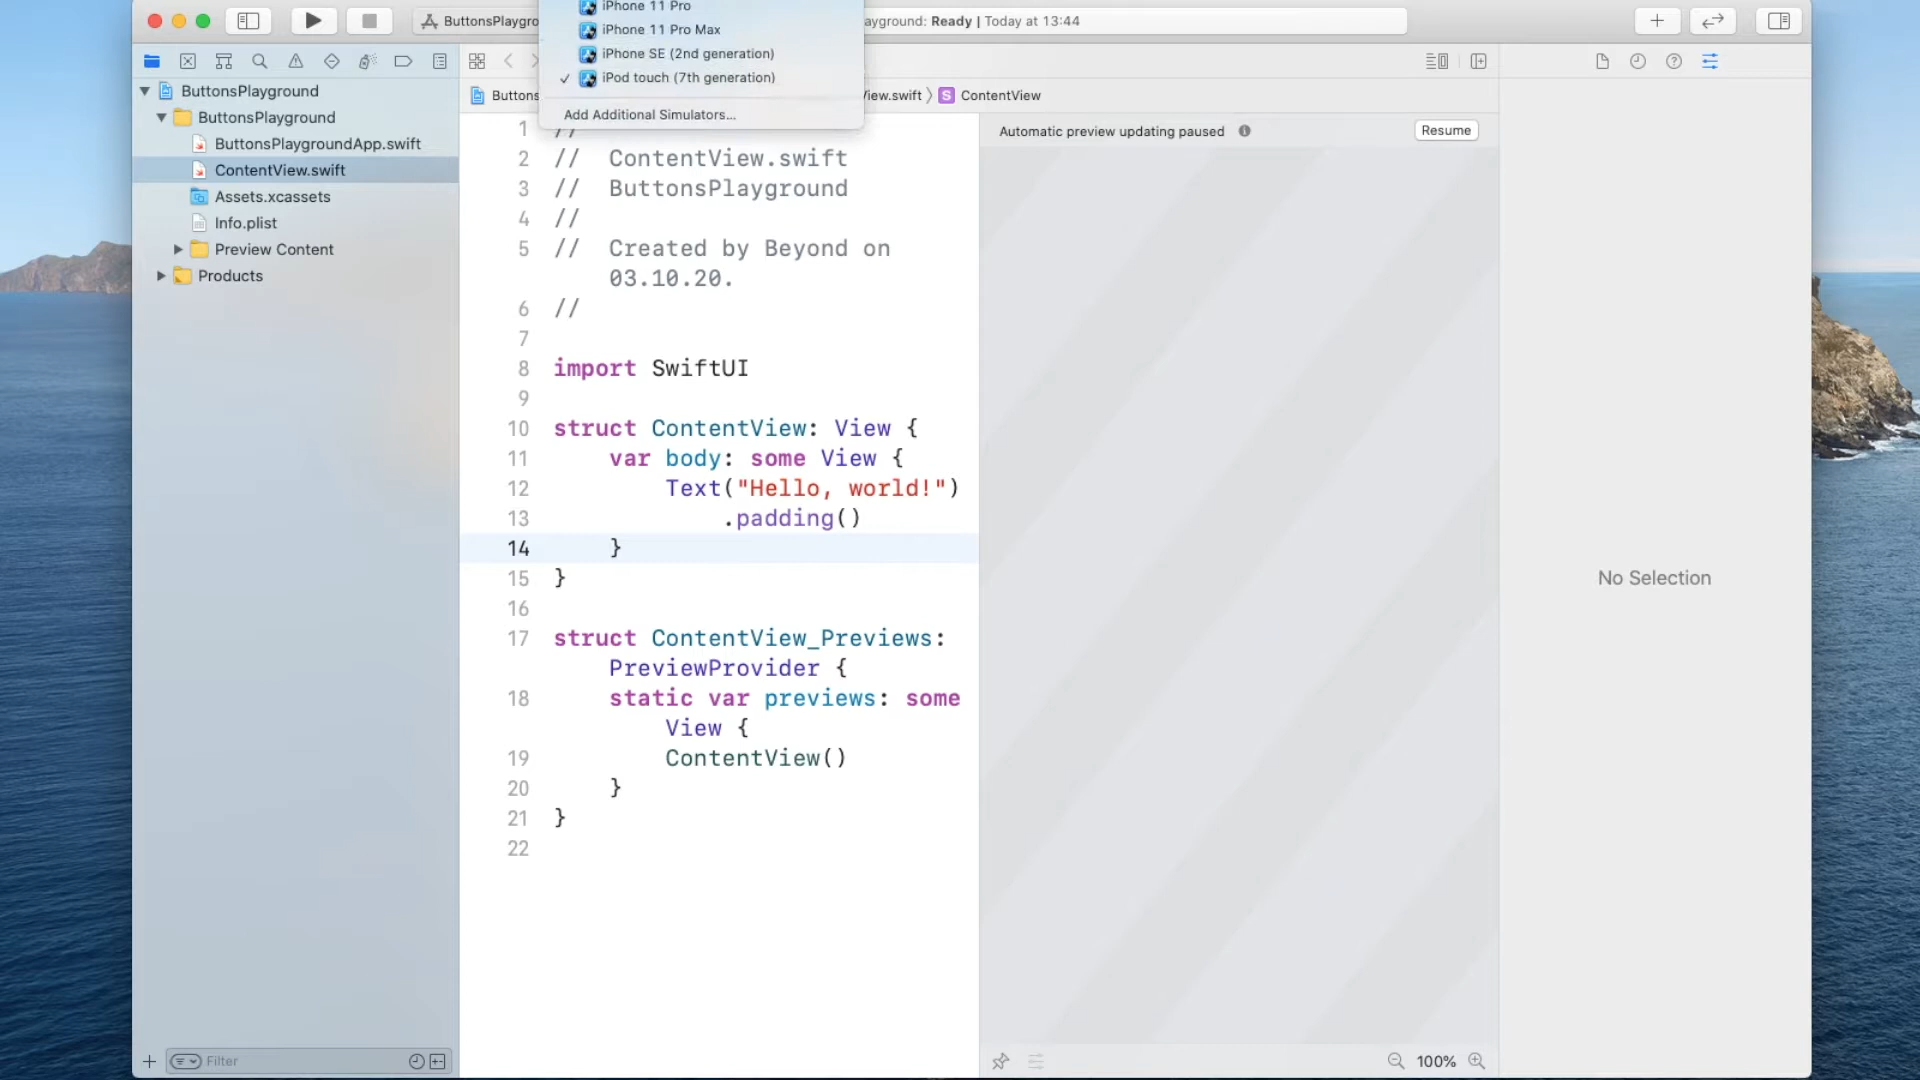 iPhone 11 Pro
iPhone 11 Pro Max
iPhone SE (2nd generation)
✓ iPod touch (7th generation)
Add Additional Simulators...
ButtonsPlaygro
ayground: Ready | Today at 13:44
Buttons
iew.swift 〉 S ContentView
ButtonsPlayground
ButtonsPlayground
ButtonsPlaygroundApp.swift
ContentView.swift
Assets.xcassets
Info.plist
Preview Content
Products
1 //
2 // ContentView.swift
3 // ButtonsPlayground
4 //
5 // Created by Beyond on
03.10.20.
6 //
7
8 import SwiftUI
9
10 struct ContentView: View {
11 var body: some View {
12 Text("Hello, world!")
13 .padding()
14 }
15 }
16
17 struct ContentView_Previews:
PreviewProvider {
18 static var previews: some
View {
19 ContentView()
20 }
21 }
22
Automatic preview updating paused
Resume
No Selection
Filter
100%